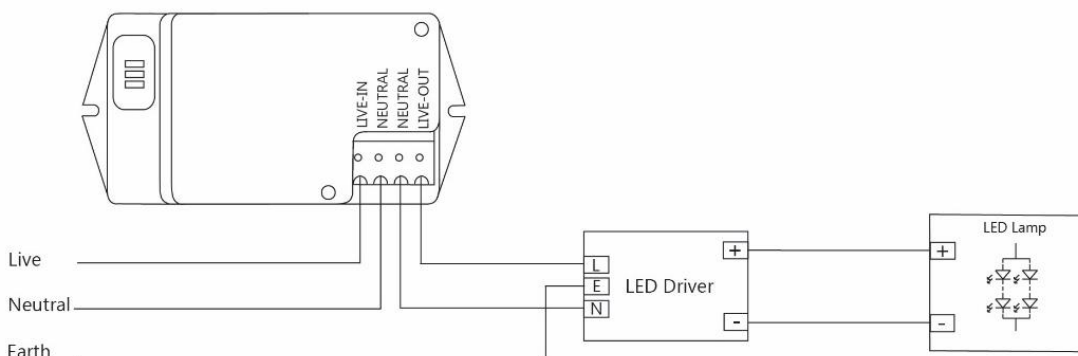 LIVE-IN
NEUTRAL
NEUTRAL
LIVE-OUT
Live
Neutral
Earth
L
E
N
LED Driver
+
-
LED Lamp
+
-